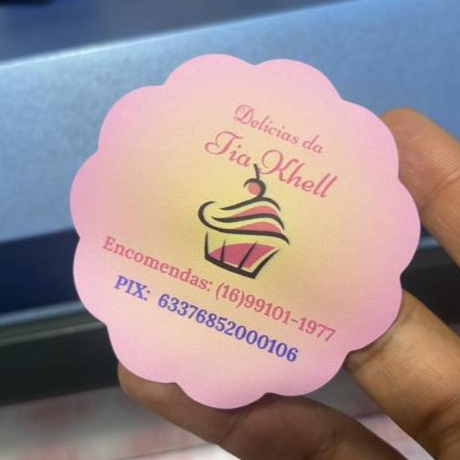 Delícias da
Tia Khell
Encomendas: (16)99101-1977
PIX: 63376852000106